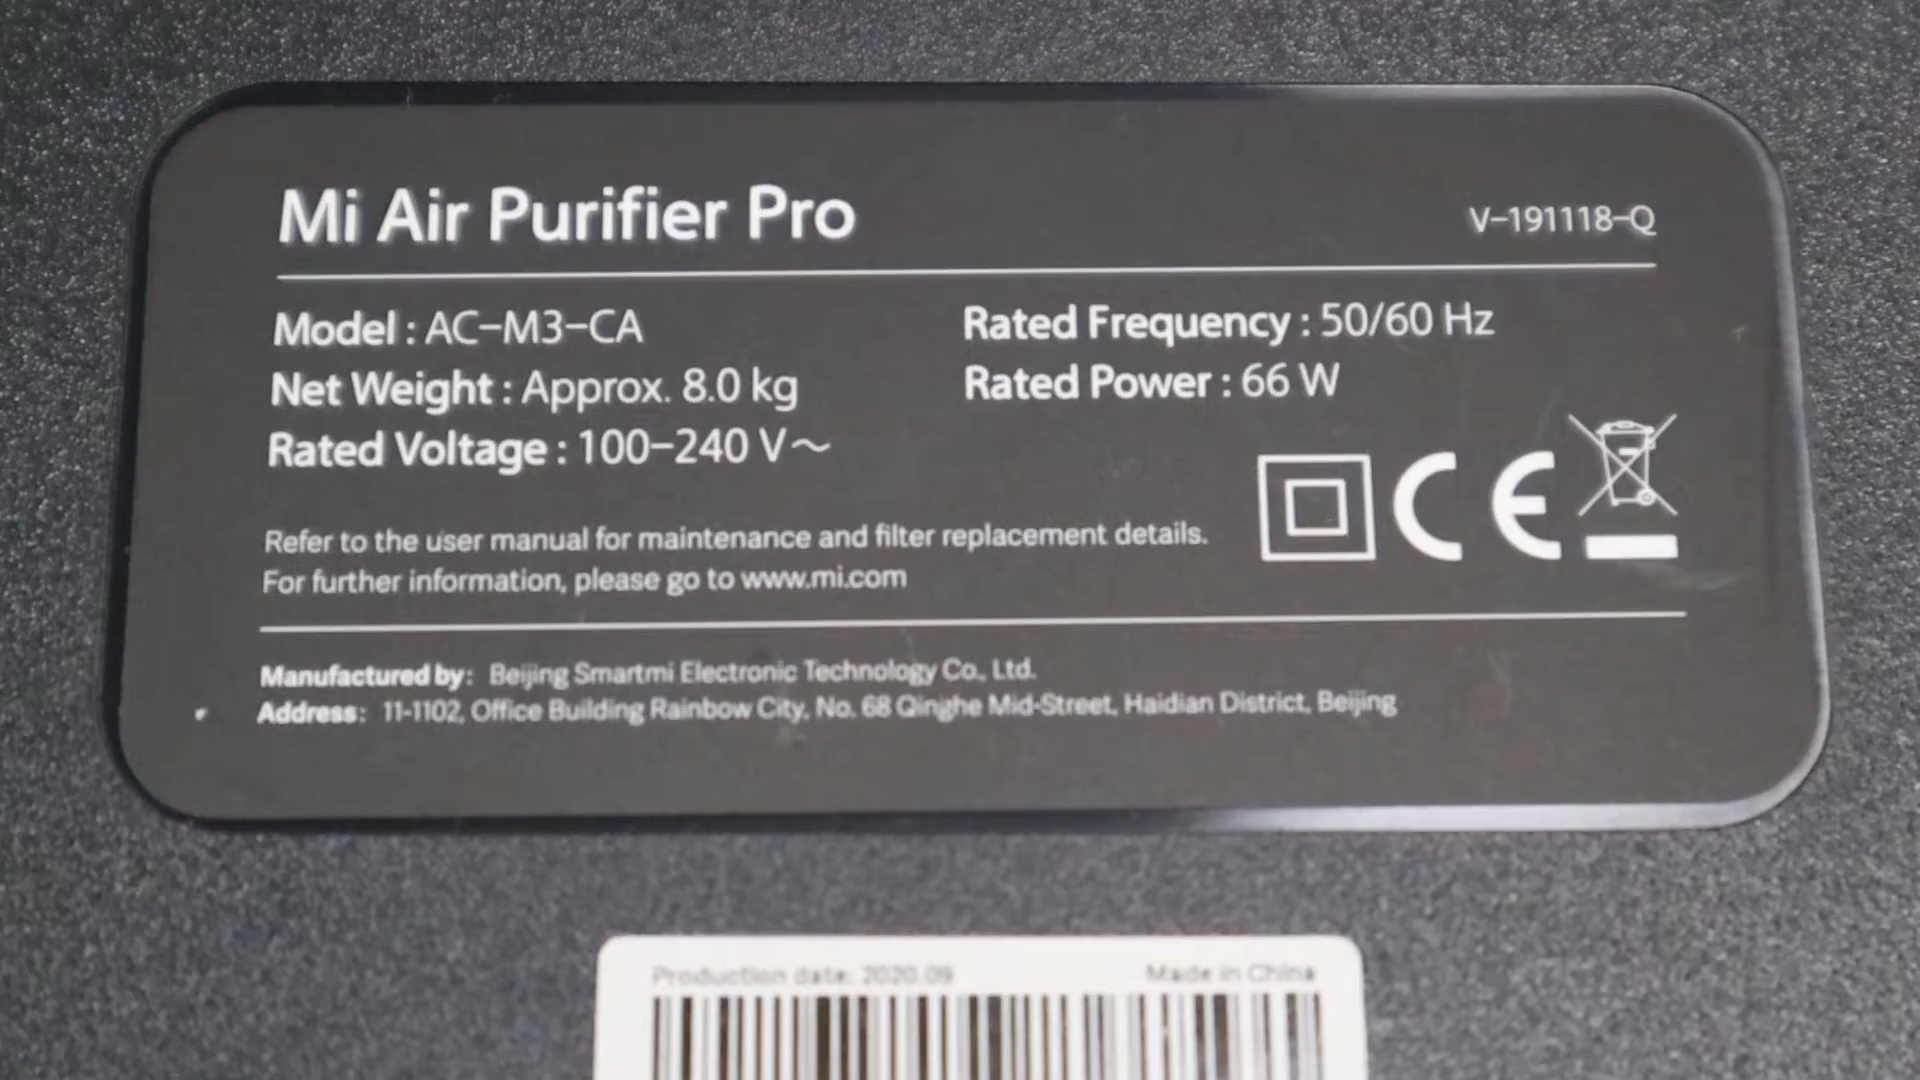 Mi Air Purifier Pro
V-191118-Q
Model : AC-M3-CA
Rated Frequency : 50/60 Hz
Net Weight : Approx. 8.0 kg
Rated Power : 66 W
Rated Voltage : 100-240 V~
CE
Refer to the user manual for maintenance and filter replacement details.
For further information, please go to www.mi.com
Manufactured by: Beijing Smartmi Electronic Technology Co., Ltd.
Address: 11-1102, Office Building Rainbow City, No. 68 Qinghe Mid-Street, Haidian District, Beijing
Production date: 2020.09
Made in China